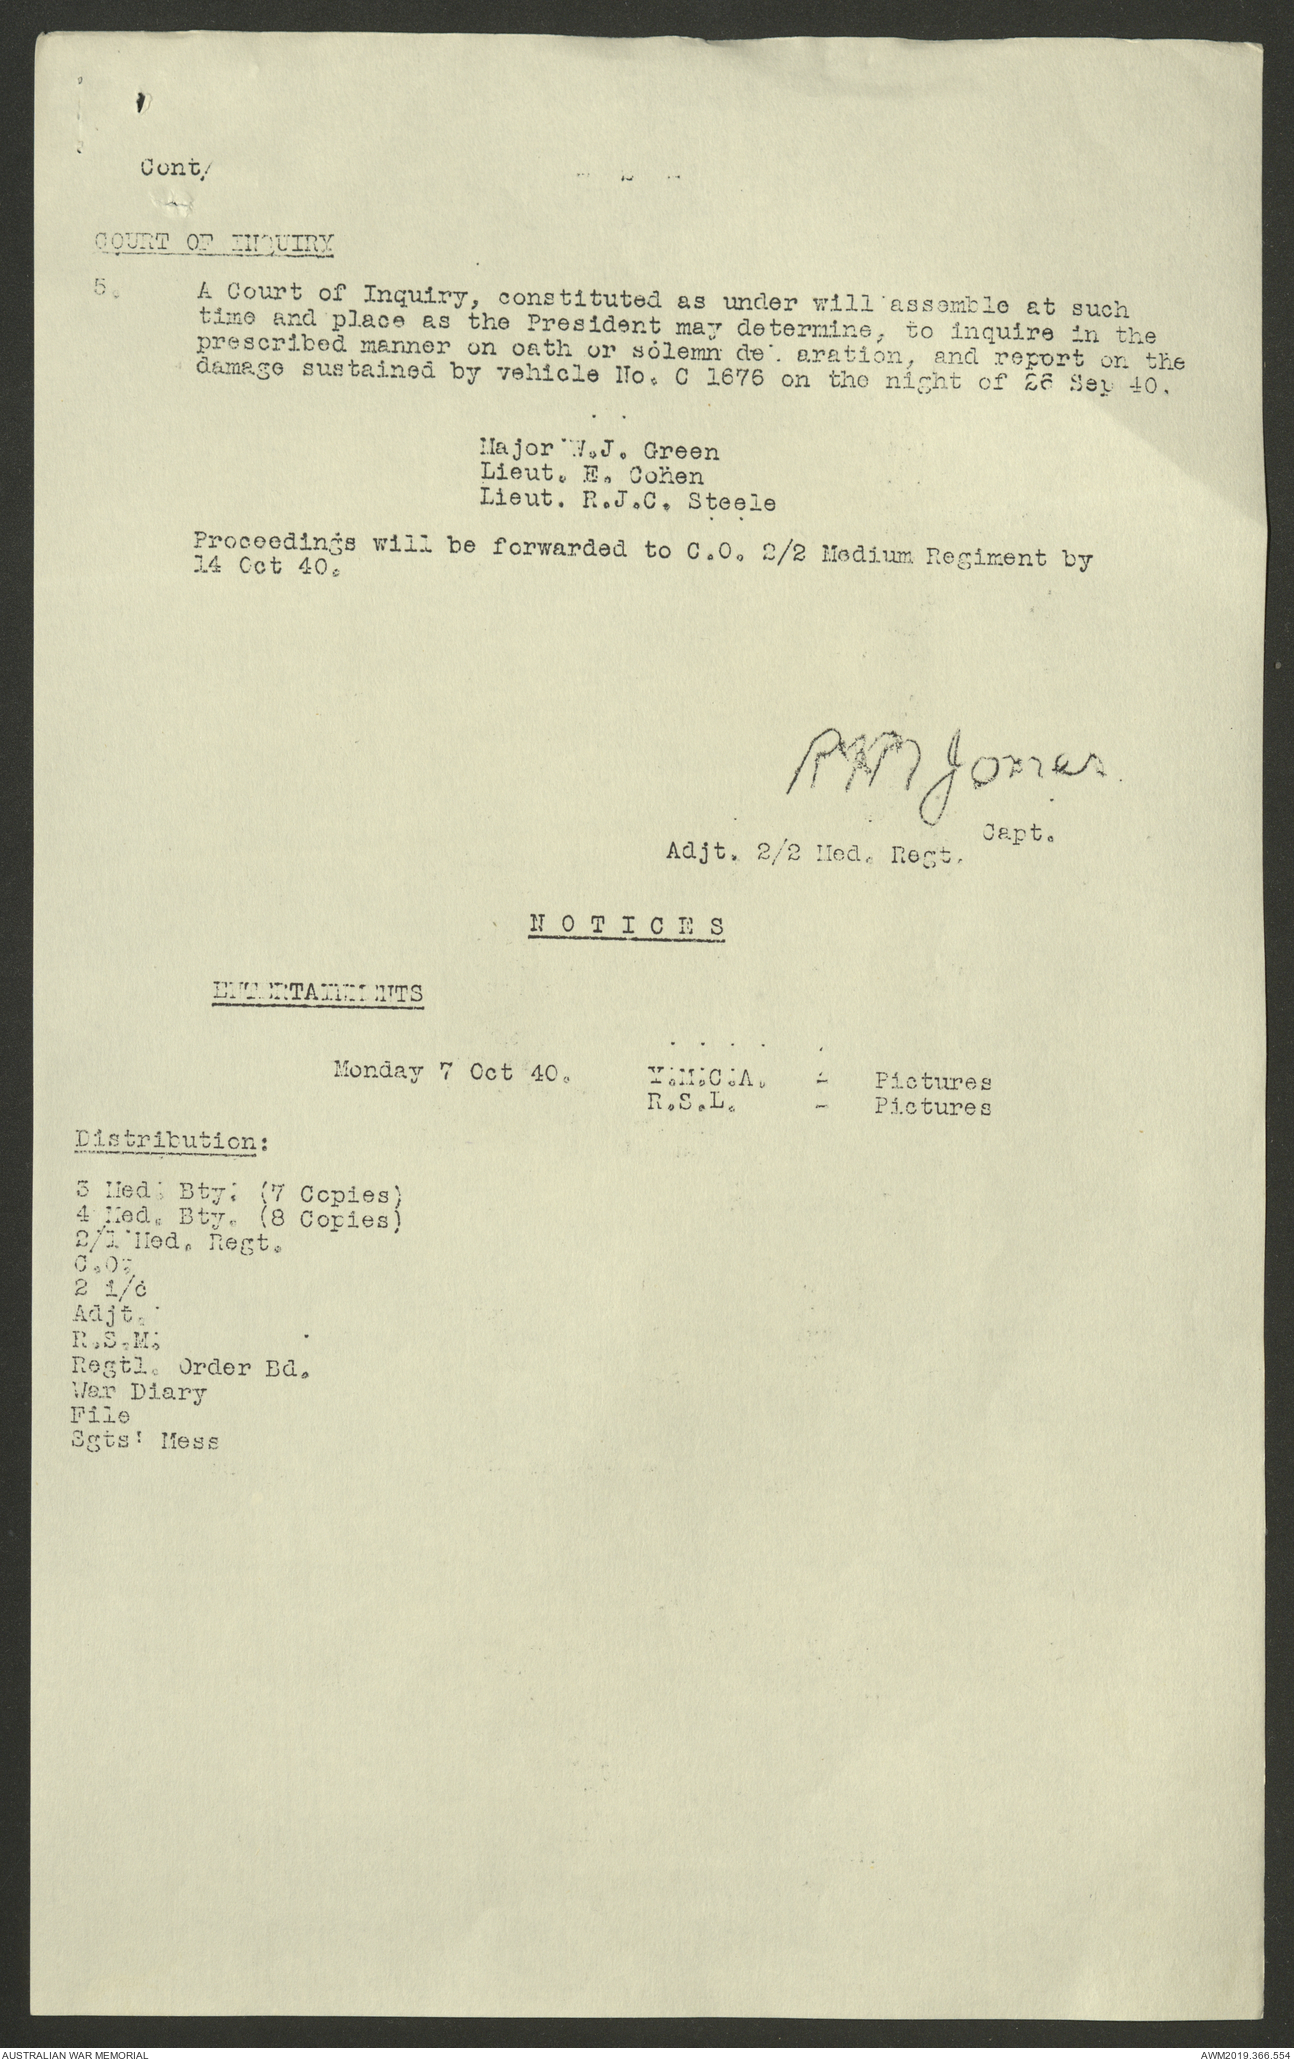 Cont/
- 2 -
COURT OF INQUIRY
5. A Court of Inquiry, constituted as under will assemble at such
time and place as the President may determine, to inquire in the
prescribed manner on oath or solemn de aration, and report on the
damage sustained by vehicle No. C 1676 on the night of 26 Sep 40.
Major W.J. Green
Lieut. E. Cohen
Lieut. R.J.C. Steele
Proceedings will be forwarded to C.O. 2/2 Medium Regiment by
14 Oct 40.
Jones
Capt.
Adjt. 2/2 Med. Regt.
N O T I C E S
ENTERTAINMENTS
Monday 7 Oct 40. Y.M.C.A. - Pictures
R.S.L. - Pictures
Distribution:
3 Med. Bty. (7 Copies)
4 Med. Bty. (8 Copies)
2/1 Med. Regt.
C.O.
2 i/c
Adjt.
R.S.M.
Regtl. Order Bd.
War Diary
File
Sgts' Mess
AUSTRALIAN WAR MEMORIAL
AWM2019.366.554